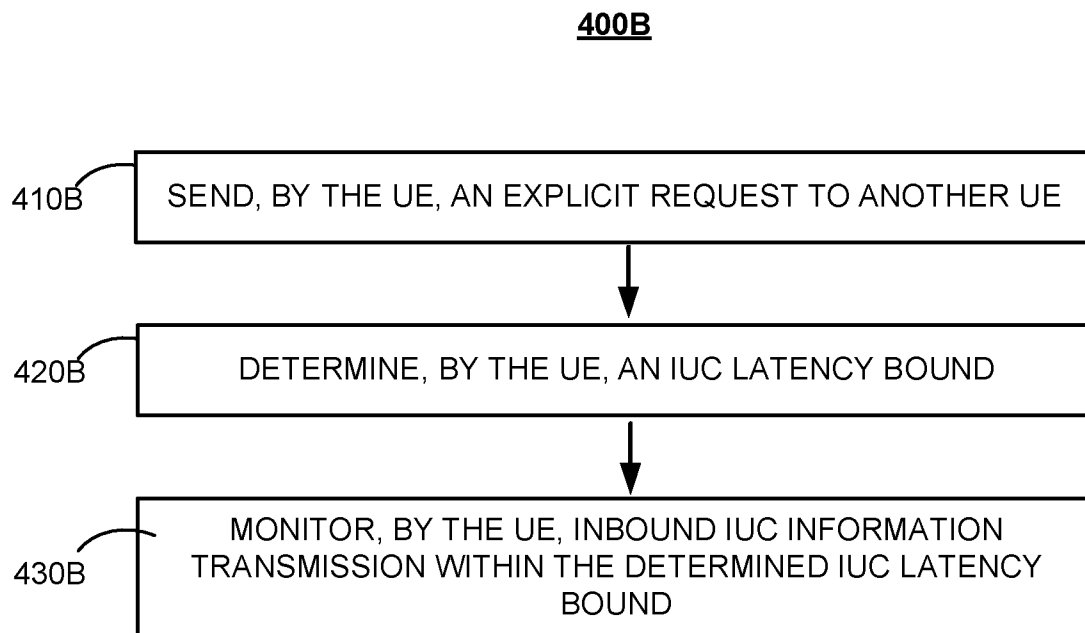 400B
410B
SEND, BY THE UE, AN EXPLICIT REQUEST TO ANOTHER UE
420B
DETERMINE, BY THE UE, AN IUC LATENCY BOUND
430B
MONITOR, BY THE UE, INBOUND IUC INFORMATION
TRANSMISSION WITHIN THE DETERMINED IUC LATENCY
BOUND